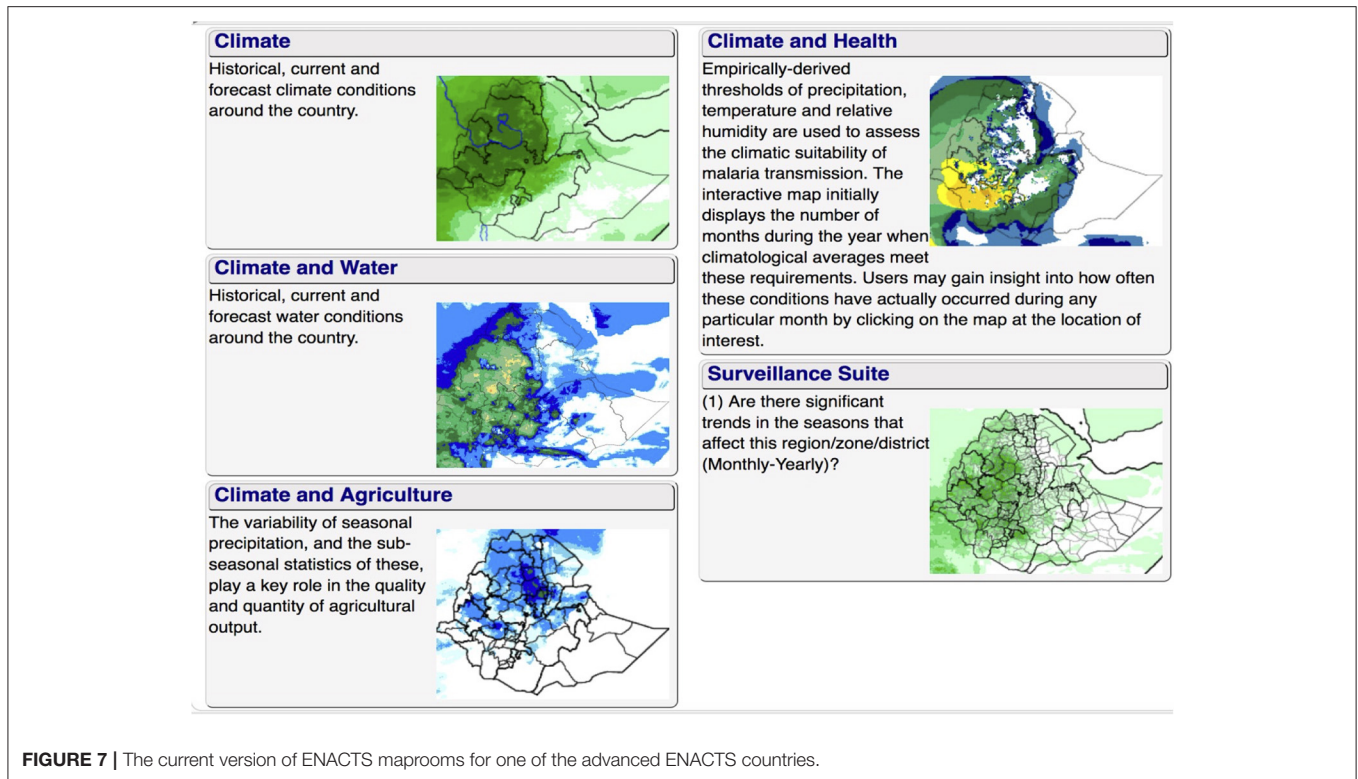 Climate
Historical, current and
forecast climate conditions
around the country.
Climate and Water
Historical, current and
forecast water conditions
around the country.
Climate and Agriculture
The variability of seasonal
precipitation, and the sub-
seasonal statistics of these,
play a key role in the quality
and quantity of agricultural
output.
Climate and Health
Empirically-derived
thresholds of precipitation,
temperature and relative
humidity are used to assess
the climatic suitability of
malaria transmission. The
interactive map initially
displays the number of
months during the year when
climatological averages meet
these requirements. Users may gain insight into how often
these conditions have actually occurred during any
particular month by clicking on the map at the location of
interest.
Surveillance Suite
(1) Are there significant
trends in the seasons that
affect this region/zone/district
(Monthly-Yearly)?
FIGURE 7 | The current version of ENACTS maprooms for one of the advanced ENACTS countries.